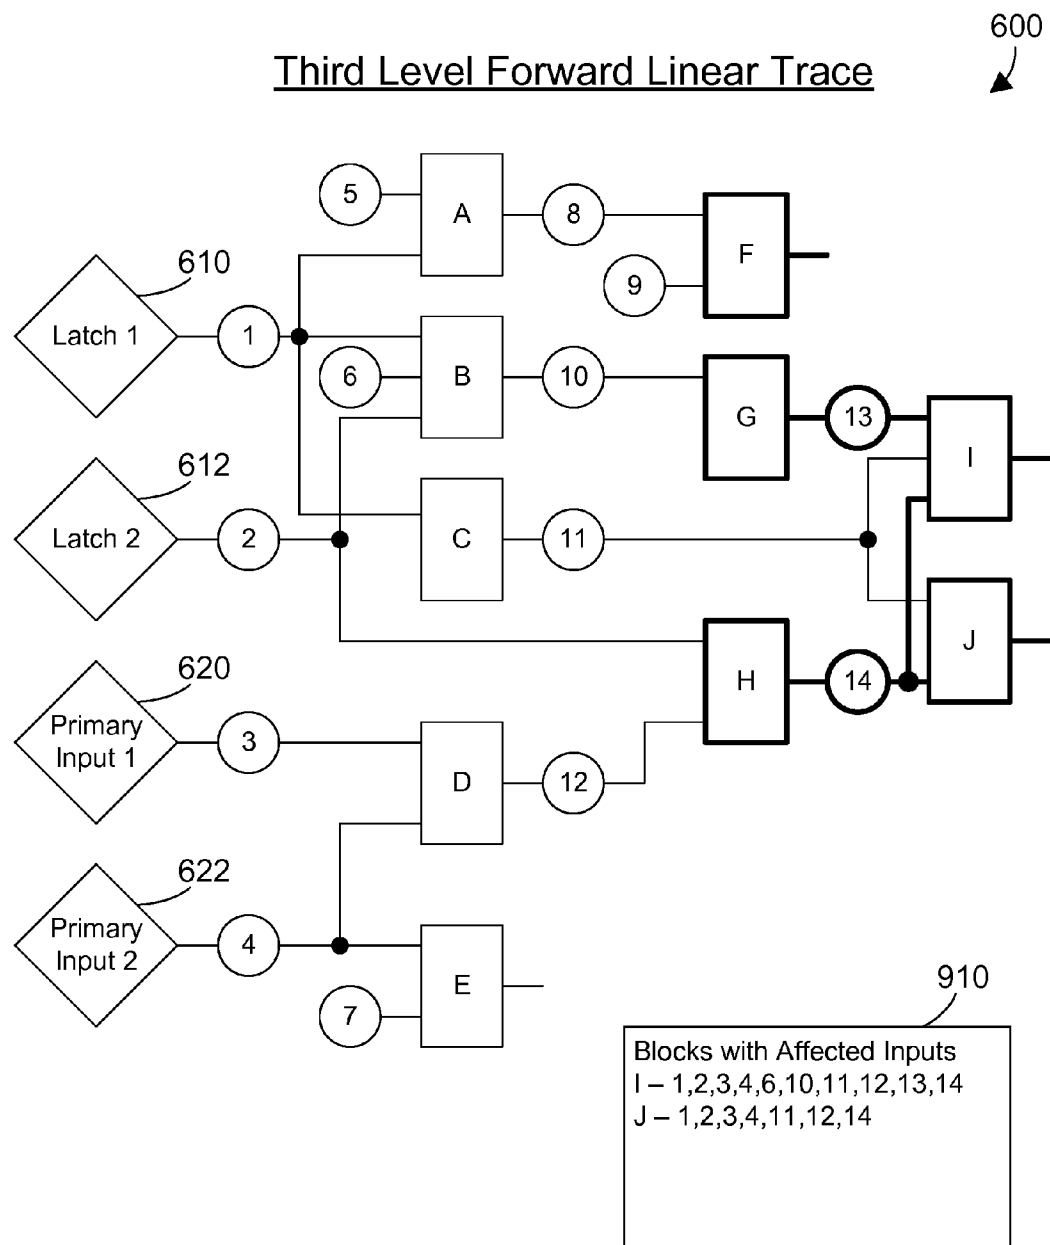 600
Third Level Forward Linear Trace
5
A
8
F
610
9
Latch 1
1
6
B
10
G
13
I
612
Latch 2
2
C
11
J
620
H
14
Primary
Input 1
3
D
12
622
Primary
Input 2
4
E
7
910
Blocks with Affected Inputs
I – 1,2,3,4,6,10,11,12,13,14
J – 1,2,3,4,11,12,14